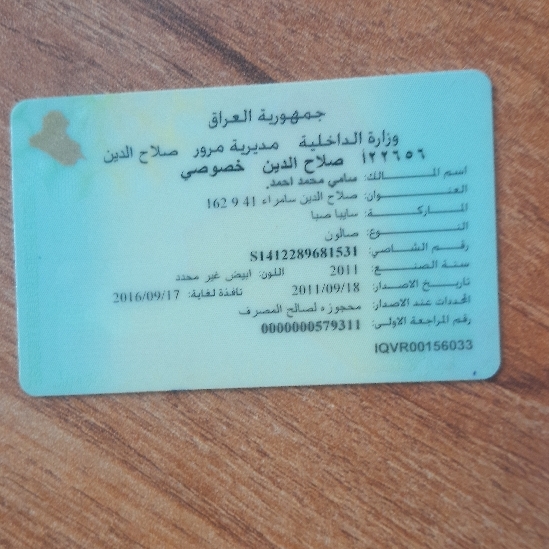 جمهورية العراق
وزارة الداخلية مديرية مرور صلاح الدين
٢٢٦٥٦أ صلاح الدين خصوصي
اسم المالك: سامي محمد احمد.
العنوان: صلاح الدين سامراء 41 9 162
الماركة: سايبا صبا
النوع: صالون
رقم الشاصي: S1412289681531
سنة الصنع: 2011 اللون: ابيض غير محدد
تاريخ الاصدار: 2011/09/18 نافذة لغاية: 2016/09/17
المحددات عند الاصدار: محجوزه لصالح المصرف
رقم المراجعة الاولي: 0000000579311
IQVR00156033